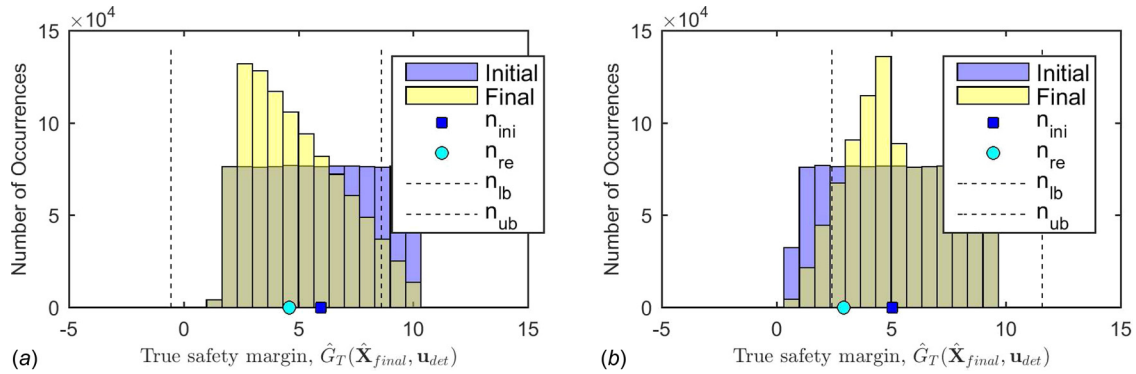 ×10⁴
15
10
5
0
Number of Occurrences
-5 0 5 10 15
Initial
Final
n_ini
n_re
n_lb
n_ub
(a) True safety margin, Ĝ_T(X̂_final, u_det)
×10⁴
15
10
5
0
Number of Occurrences
-5 0 5 10 15
Initial
Final
n_ini
n_re
n_lb
n_ub
(b) True safety margin, Ĝ_T(X̂_final, u_det)